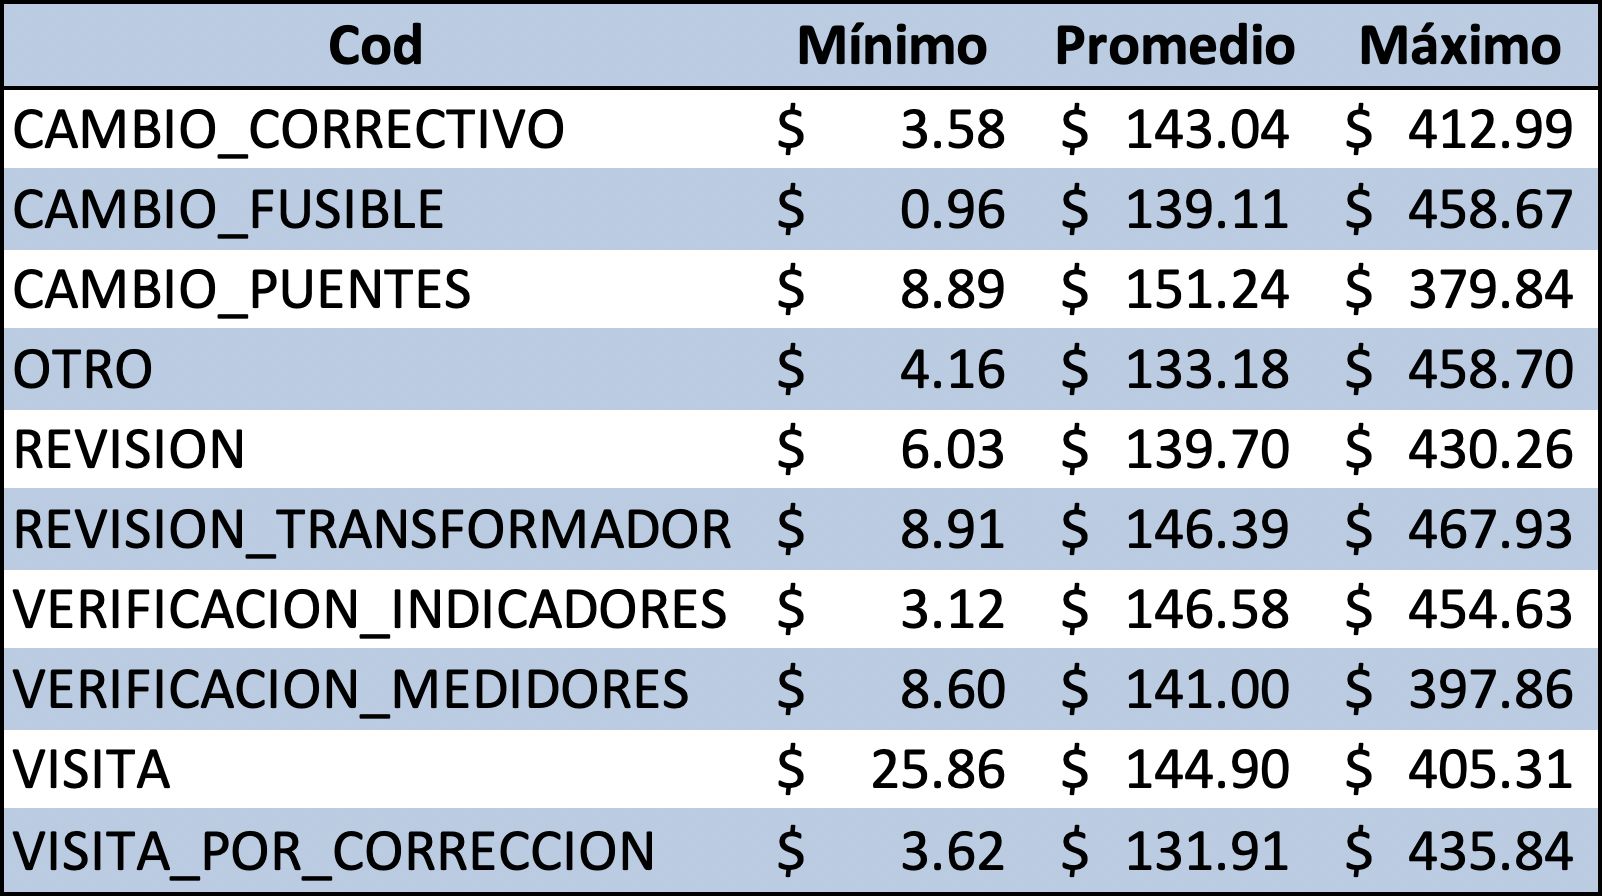 Cod Mínimo Promedio Máximo
CAMBIO_CORRECTIVO $ 3.58 $ 143.04 $ 412.99
CAMBIO_FUSIBLE $ 0.96 $ 139.11 $ 458.67
CAMBIO_PUENTES $ 8.89 $ 151.24 $ 379.84
OTRO $ 4.16 $ 133.18 $ 458.70
REVISION $ 6.03 $ 139.70 $ 430.26
REVISION_TRANSFORMADOR $ 8.91 $ 146.39 $ 467.93
VERIFICACION_INDICADORES $ 3.12 $ 146.58 $ 454.63
VERIFICACION_MEDIDORES $ 8.60 $ 141.00 $ 397.86
VISITA $ 25.86 $ 144.90 $ 405.31
VISITA_POR_CORRECCION $ 3.62 $ 131.91 $ 435.84